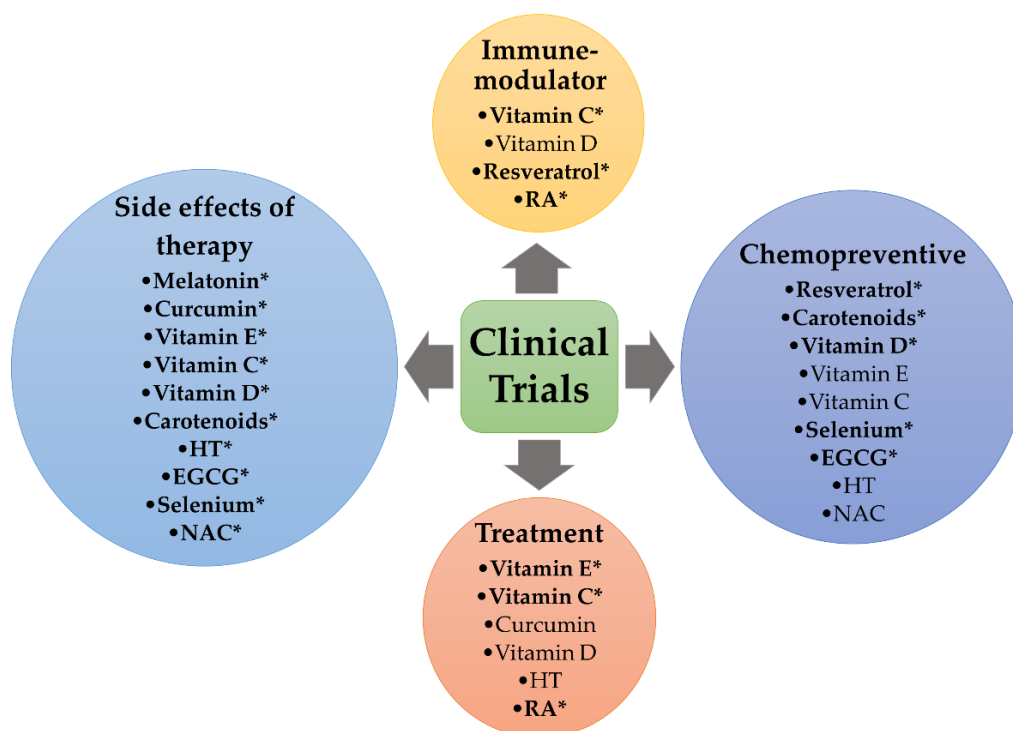 Immune-
modulator
•Vitamin C*
•Vitamin D
•Resveratrol*
•RA*
Side effects of
therapy
•Melatonin*
•Curcumin*
•Vitamin E*
•Vitamin C*
•Vitamin D*
•Carotenoids*
•HT*
•EGCG*
•Selenium*
•NAC*
Clinical
Trials
Chemopreventive
•Resveratrol*
•Carotenoids*
•Vitamin D*
•Vitamin E
•Vitamin C
•Selenium*
•EGCG*
•HT
•NAC
Treatment
•Vitamin E*
•Vitamin C*
•Curcumin
•Vitamin D
•HT
•RA*